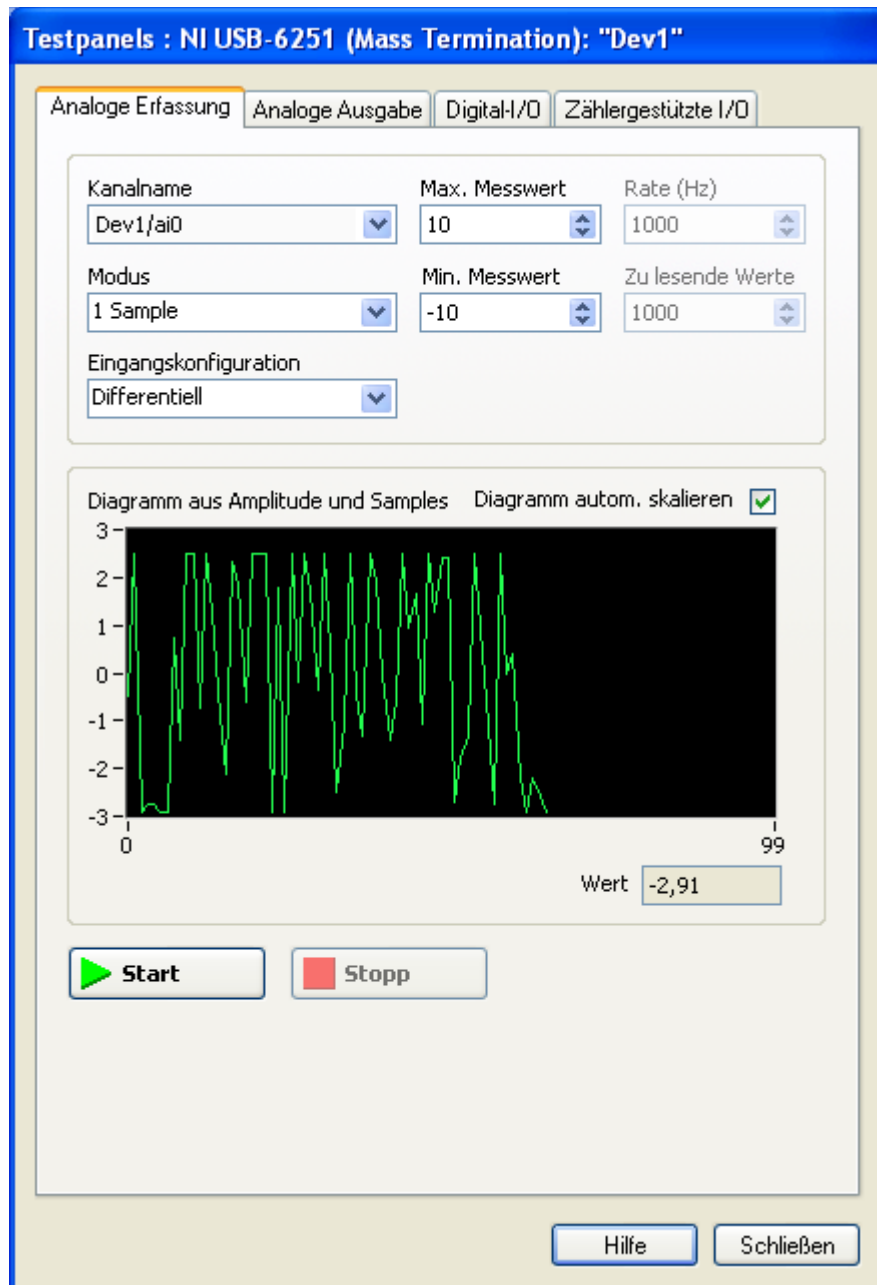 Testpanels : NI USB-6251 (Mass Termination): "Dev1"
Analoge Erfassung
Analoge Ausgabe
Digital-I/O
Zählergestützte I/O
Kanalname
Max. Messwert
Rate (Hz)
Dev1/ai0
10
1000
Modus
Min. Messwert
Zu lesende Werte
1 Sample
-10
1000
Eingangskonfiguration
Differentiell
Diagramm aus Amplitude und Samples
Diagramm autom. skalieren
3
2
1
0
-1
-2
-3
0
99
Wert
-2,91
Start
Stopp
Hilfe
Schließen